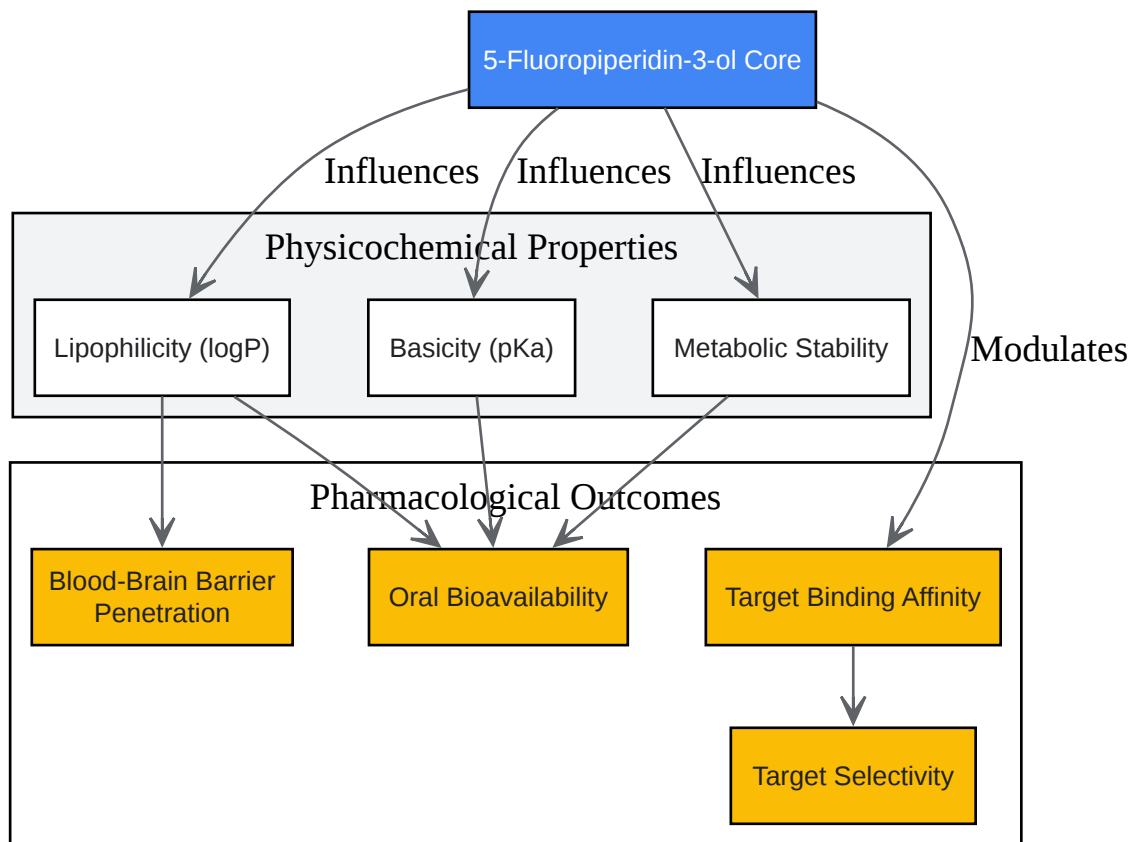 5-Fluoropiperidin-3-ol Core
Influences
Influences
Influences
Physicochemical Properties
Lipophilicity (logP)
Basicity (pKa)
Metabolic Stability
Modulates
Pharmacological Outcomes
Blood-Brain Barrier
Penetration
Oral Bioavailability
Target Binding Affinity
Target Selectivity